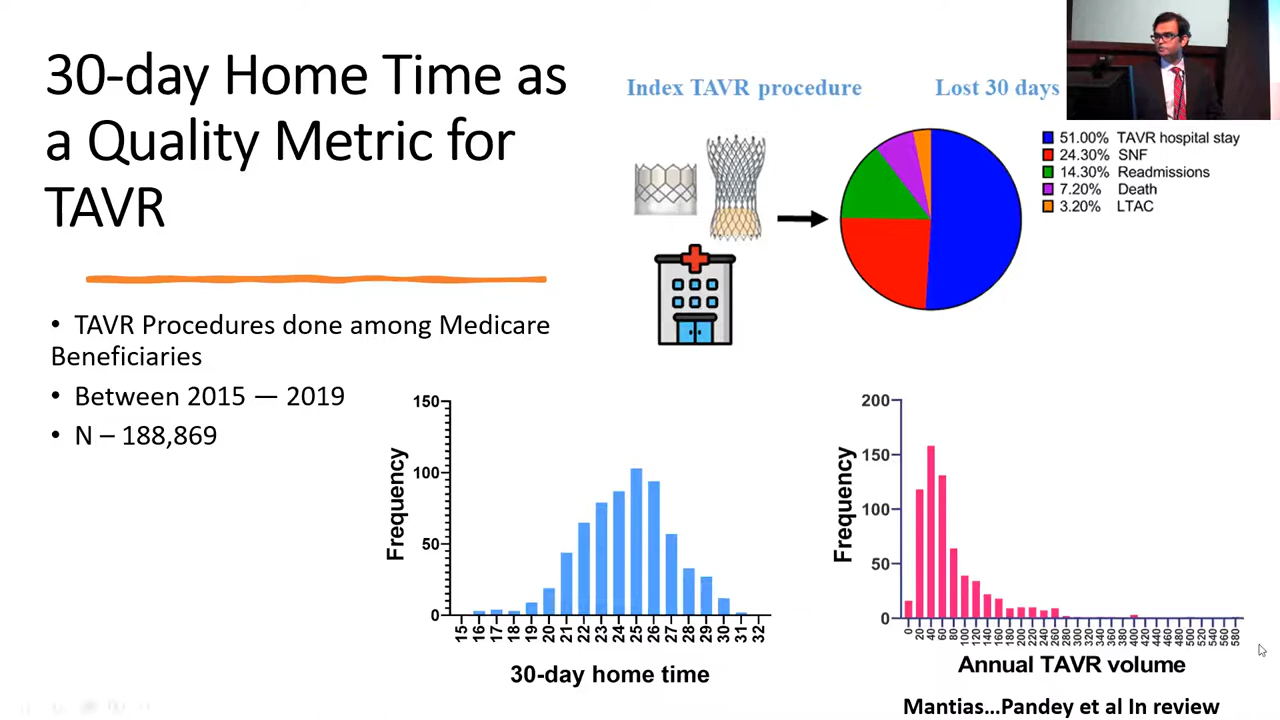 30-day Home Time as
a Quality Metric for
TAVR
• TAVR Procedures done among Medicare
Beneficiaries
• Between 2015 — 2019
• N – 188,869
Index TAVR procedure
Lost 30 days
51.00% TAVR hospital stay
24.30% SNF
14.30% Readmissions
7.20% Death
3.20% LTAC
150
100
50
0
Frequency
15 16 17 18 19 20 21 22 23 24 25 26 27 28 29 30 31 32
30-day home time
200
150
100
50
0
Frequency
0 20 40 60 80 100 120 140 160 180 200 220 240 260 280 300 320 340 360 380 400 420 440 460 480 500 520 540 560 580
Annual TAVR volume
Mantias...Pandey et al In review